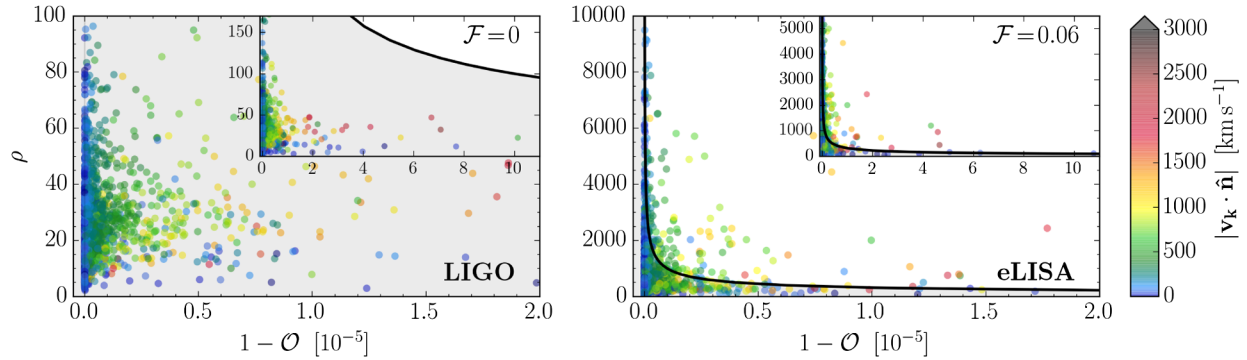 100
80
60
40
20
0
ρ
0.0 0.5 1.0 1.5 2.0
1 − 𝒪 [10⁻⁵]
LIGO
ℱ = 0
150
100
50
0
0 2 4 6 8 10
10000
8000
6000
4000
2000
0
0.0 0.5 1.0 1.5 2.0
1 − 𝒪 [10⁻⁵]
eLISA
ℱ = 0.06
5000
4000
3000
2000
1000
0
0 2 4 6 8 10
3000
2500
2000
1500
1000
500
0
|v_k · n̂| [km s⁻¹]